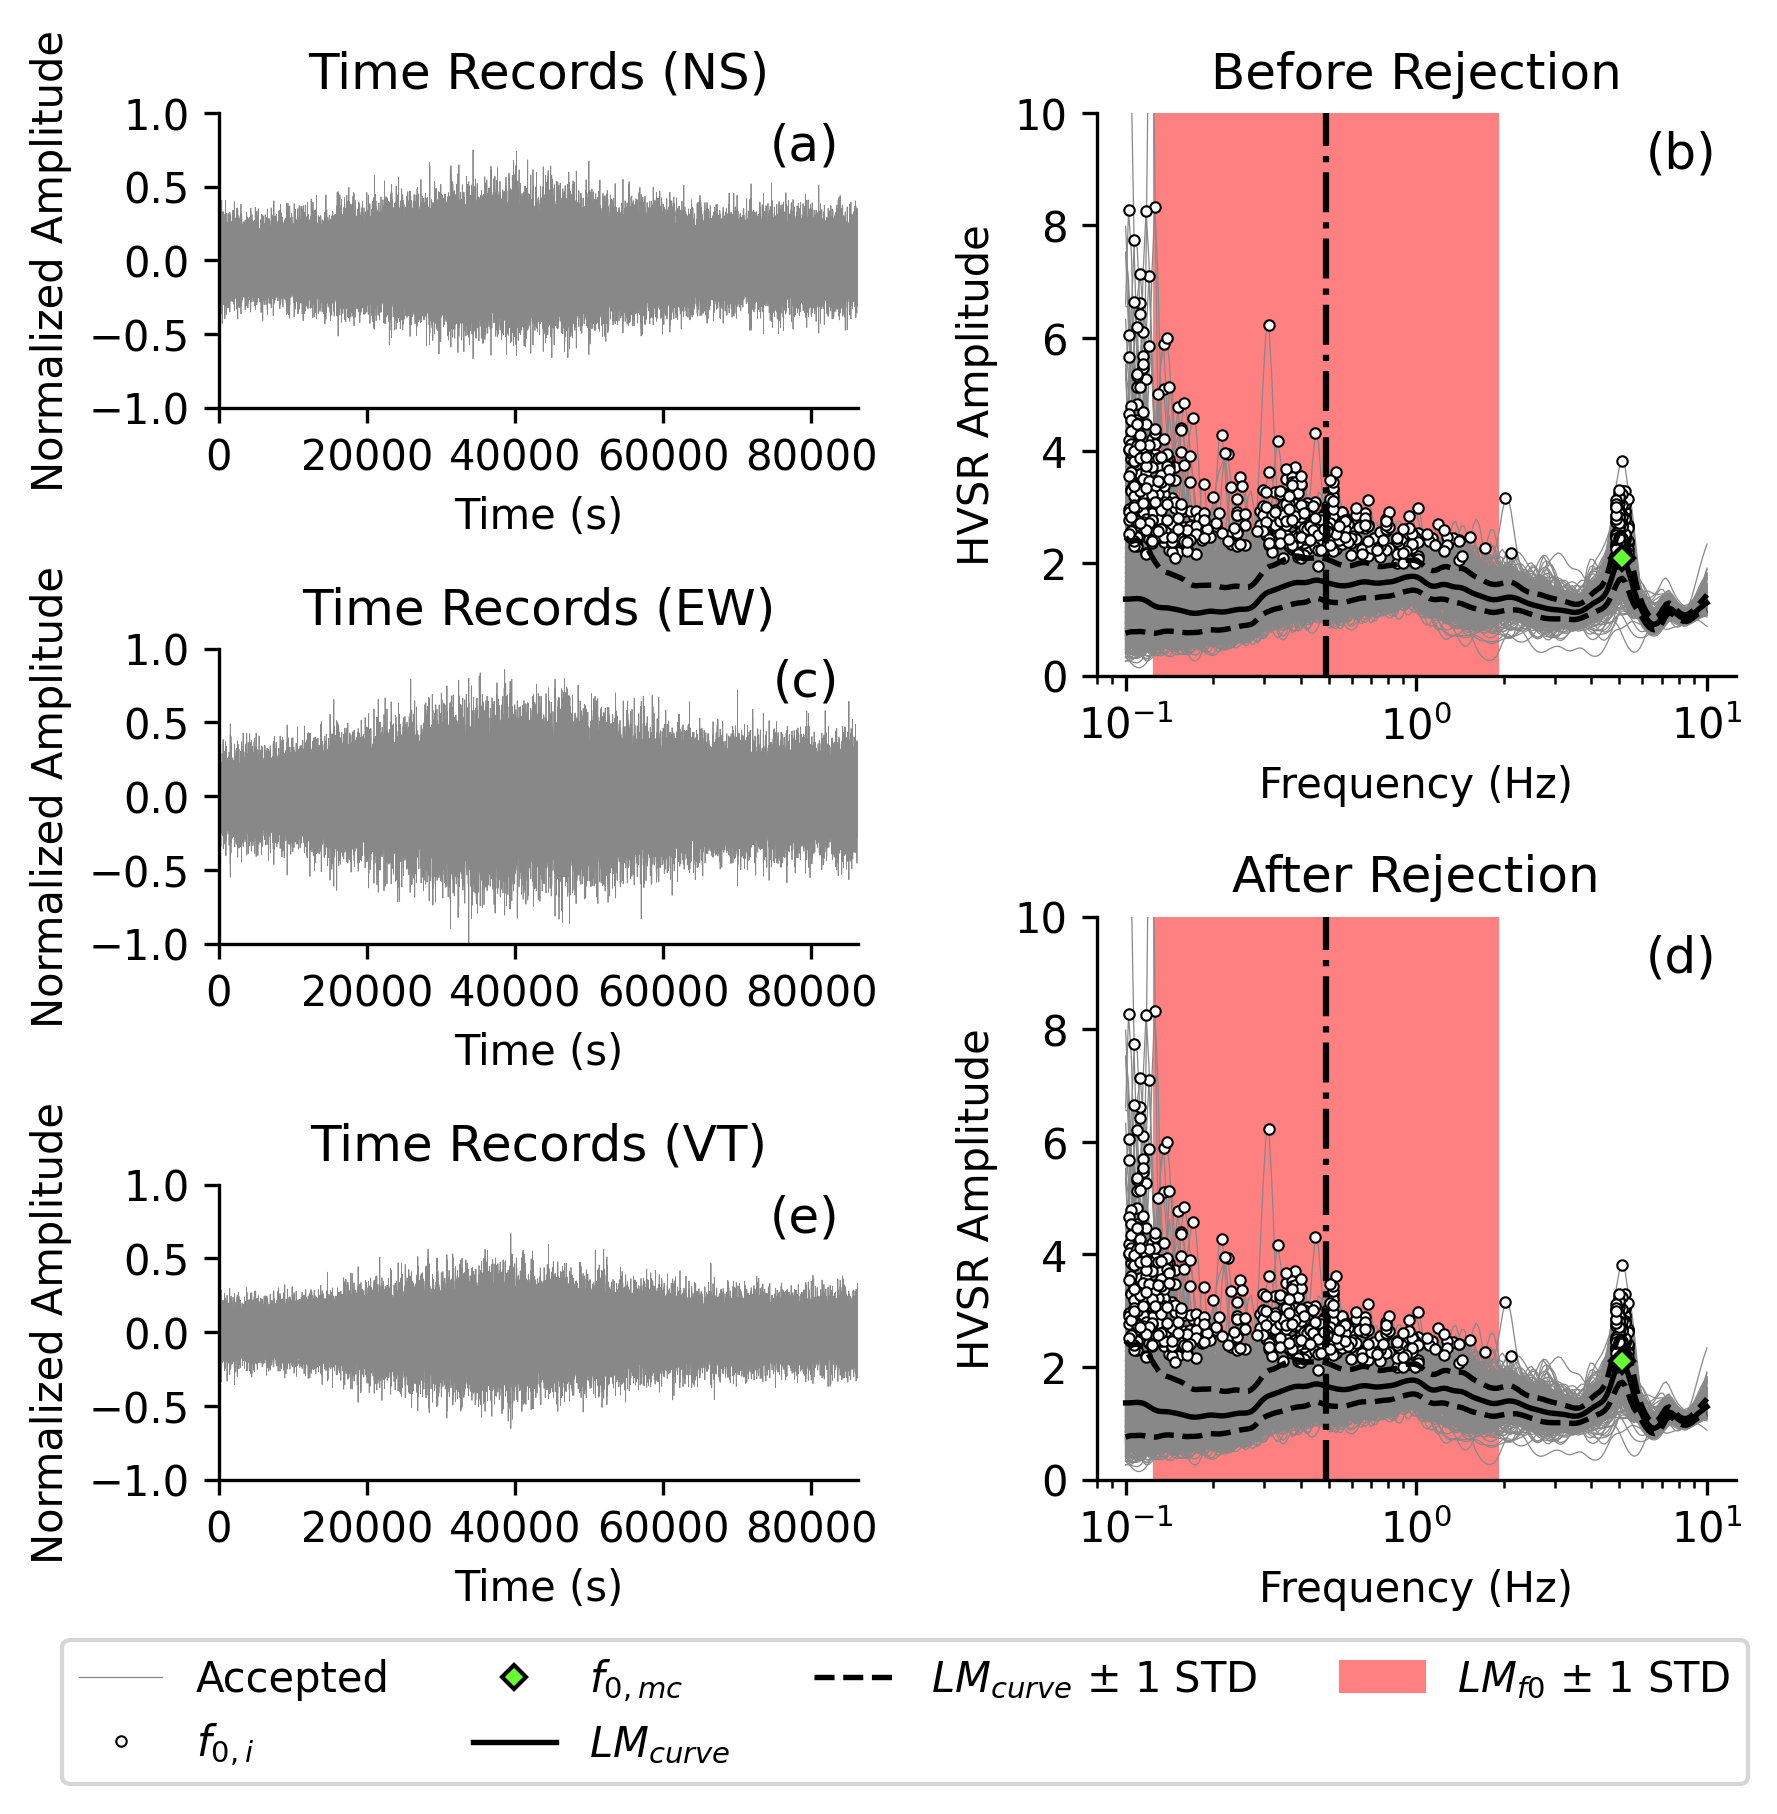 Time Records (NS)
Normalized Amplitude
1.0
0.5
0.0
−0.5
−1.0
(a)
0 20000 40000 60000 80000
Time (s)
Before Rejection
HVSR Amplitude
10
8
6
4
2
0
(b)
10⁻¹ 10⁰ 10¹
Frequency (Hz)
Time Records (EW)
Normalized Amplitude
1.0
0.5
0.0
−0.5
−1.0
(c)
0 20000 40000 60000 80000
Time (s)
After Rejection
HVSR Amplitude
10
8
6
4
2
0
(d)
10⁻¹ 10⁰ 10¹
Frequency (Hz)
Time Records (VT)
Normalized Amplitude
1.0
0.5
0.0
−0.5
−1.0
(e)
0 20000 40000 60000 80000
Time (s)
Accepted f0,mc LMcurve ± 1 STD LMf0 ± 1 STD
f0,i LMcurve